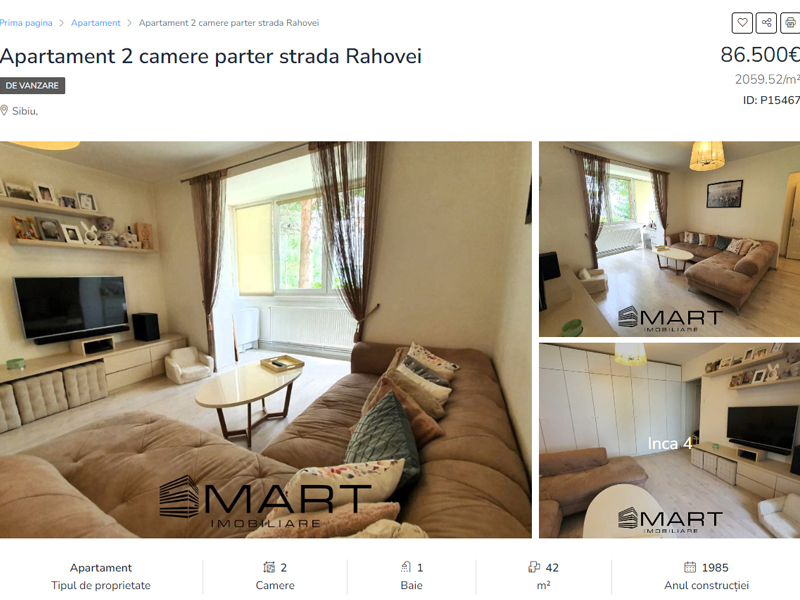 Prima pagina > Apartament > Apartament 2 camere parter strada Rahovei
Apartament 2 camere parter strada Rahovei
86.500€
DE VANZARE
2059.52/m²
Sibiu,
ID: P15467
SMART
IMOBILIARE
SMART
IMOBILIARE
Inca 4
SMART
IMOBILIARE
Apartament
2
1
42
1985
Tipul de proprietate
Camere
Baie
m²
Anul construcției